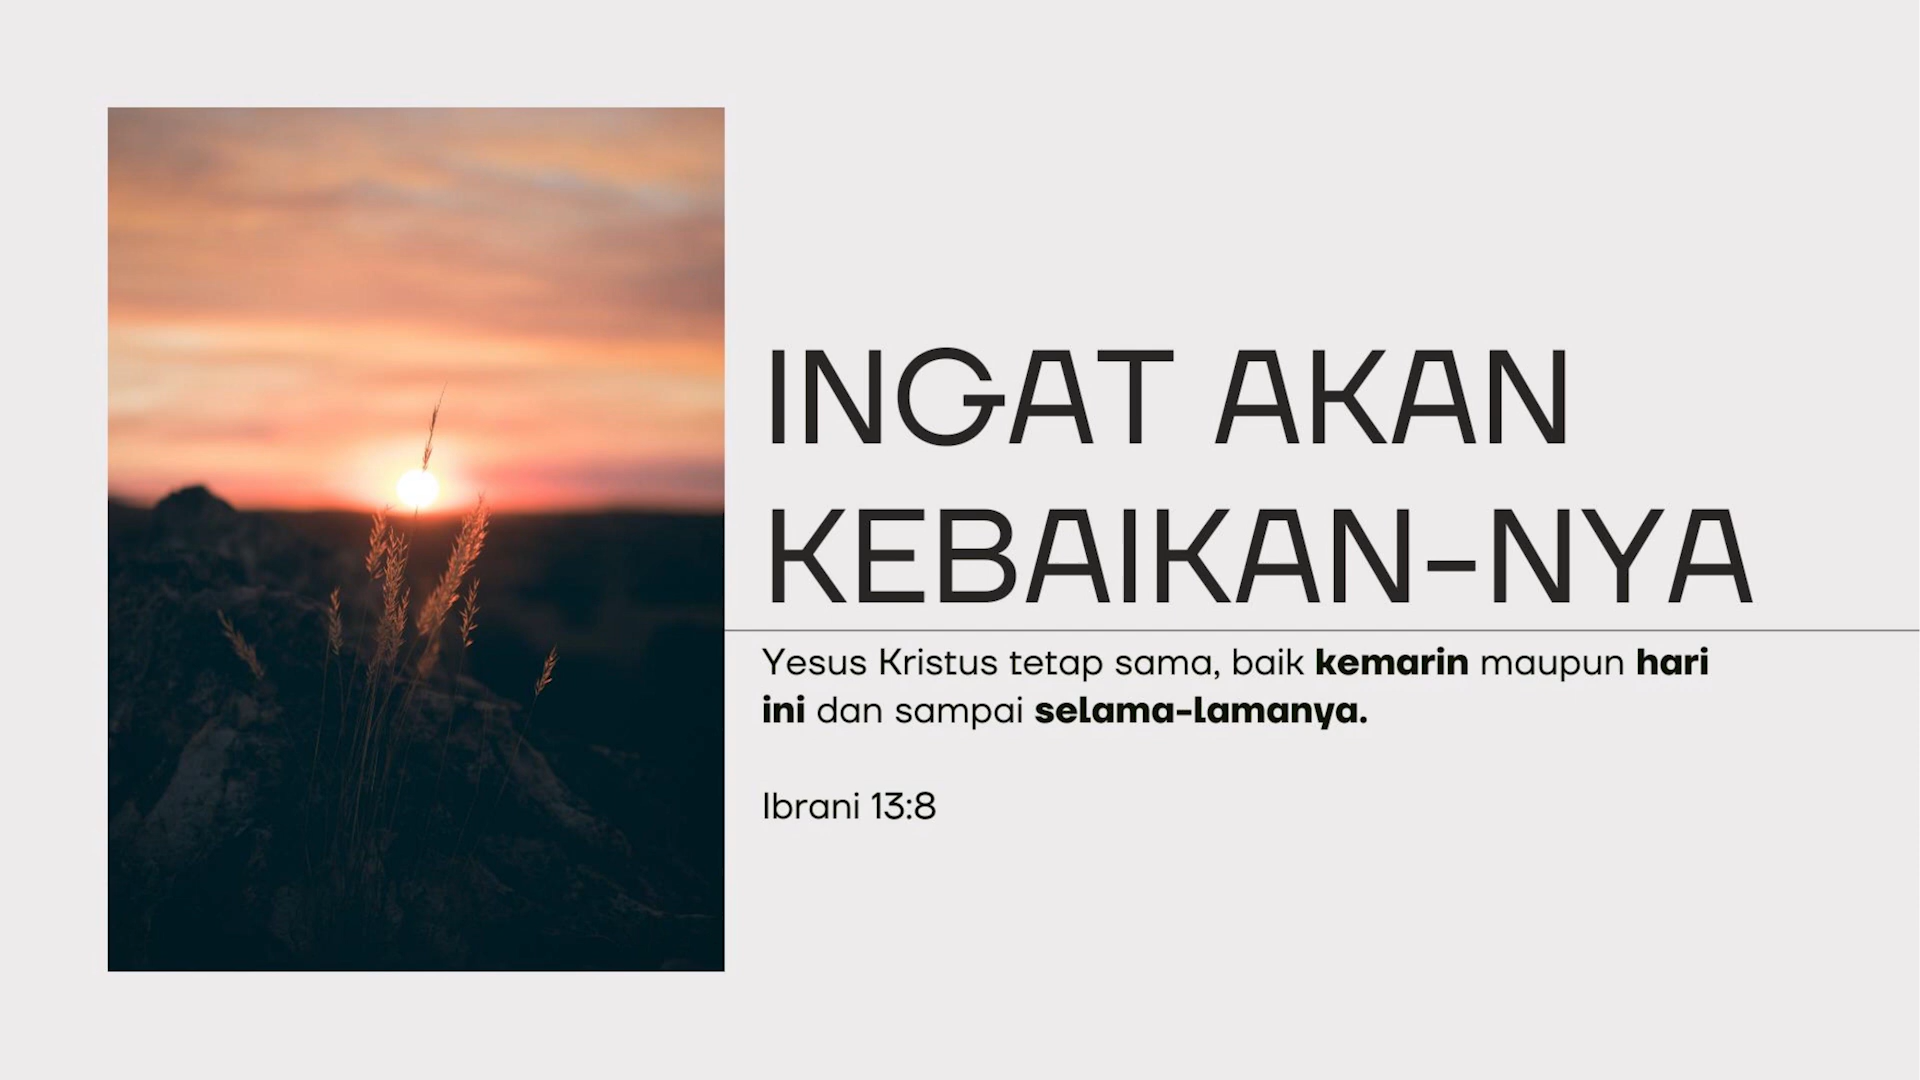 INGAT AKAN
KEBAIKAN-NYA
Yesus Kristus tetap sama, baik kemarin maupun hari
ini dan sampai selama-lamanya.
Ibrani 13:8